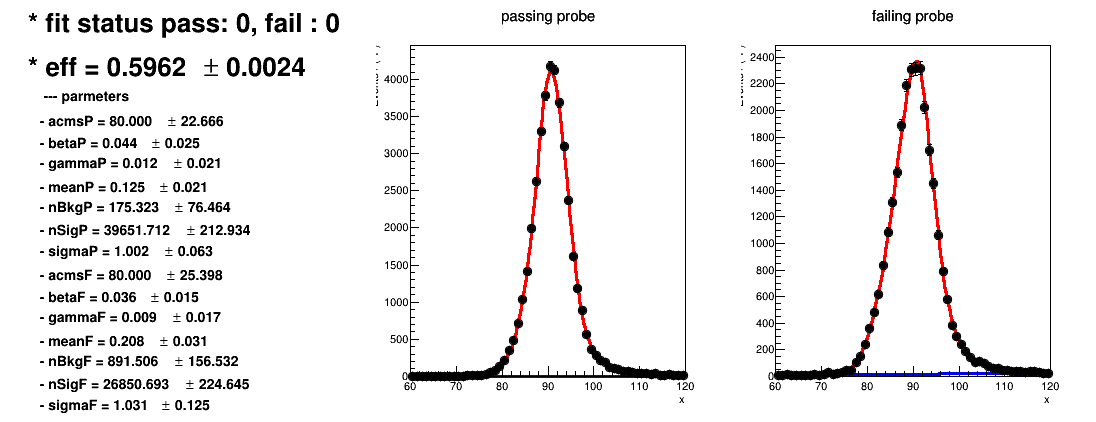 * fit status pass: 0, fail : 0
* eff = 0.5962 ± 0.0024
--- parmeters
- acmsP = 80.000 ± 22.666
- betaP = 0.044 ± 0.025
- gammaP = 0.012 ± 0.021
- meanP = 0.125 ± 0.021
- nBkgP = 175.323 ± 76.464
- nSigP = 39651.712 ± 212.934
- sigmaP = 1.002 ± 0.063
- acmsF = 80.000 ± 25.398
- betaF = 0.036 ± 0.015
- gammaF = 0.009 ± 0.017
- meanF = 0.208 ± 0.031
- nBkgF = 891.506 ± 156.532
- nSigF = 26850.693 ± 224.645
- sigmaF = 1.031 ± 0.125
passing probe
4000
3500
3000
2500
2000
1500
1000
500
0
60 70 80 90 100 110 120
x
failing probe
2400
2200
2000
1800
1600
1400
1200
1000
800
600
400
200
0
60 70 80 90 100 110 120
x